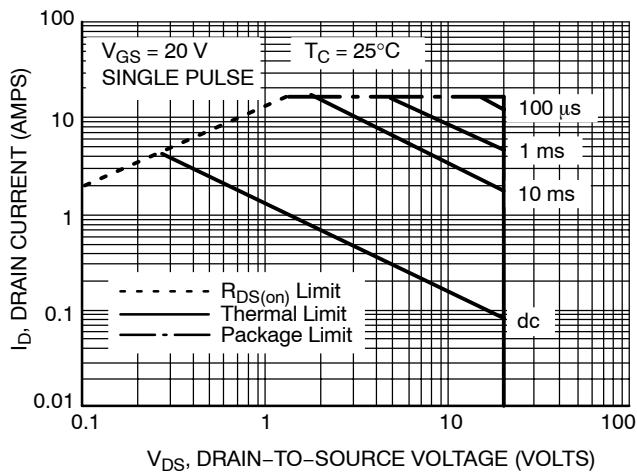 100
V_GS = 20 V
SINGLE PULSE
T_C = 25°C
10
1
0.1
0.01
I_D, DRAIN CURRENT (AMPS)
100 µs
1 ms
10 ms
dc
R_DS(on) Limit
Thermal Limit
Package Limit
0.1
1
10
100
V_DS, DRAIN−TO−SOURCE VOLTAGE (VOLTS)